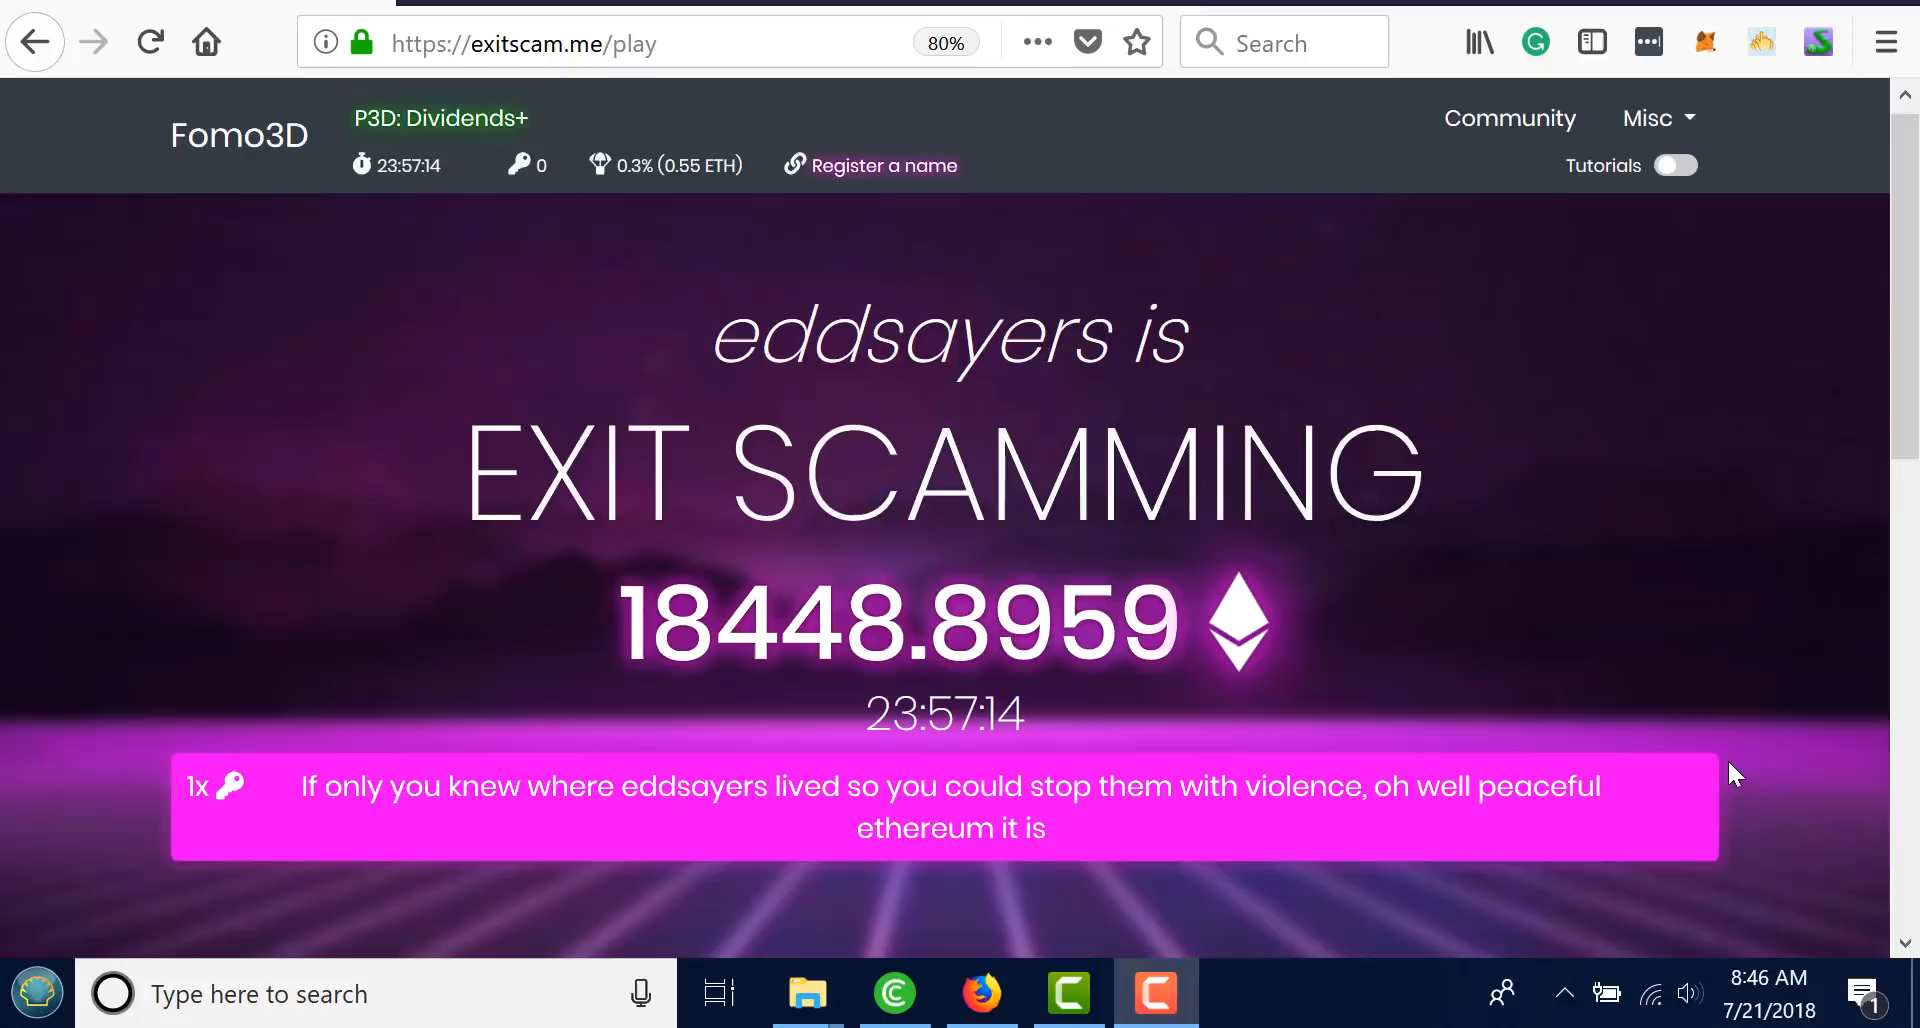 https://exitscam.me/play
80%
Search
Fomo3D
P3D: Dividends+
Community
Misc
23:57:14
0
0.3% (0.55 ETH)
Register a name
Tutorials
eddsayers is
EXIT SCAMMING
18448.8959
23:57:14
1x
If only you knew where eddsayers lived so you could stop them with violence, oh well peaceful
ethereum it is
Type here to search
8:46 AM
7/21/2018
1